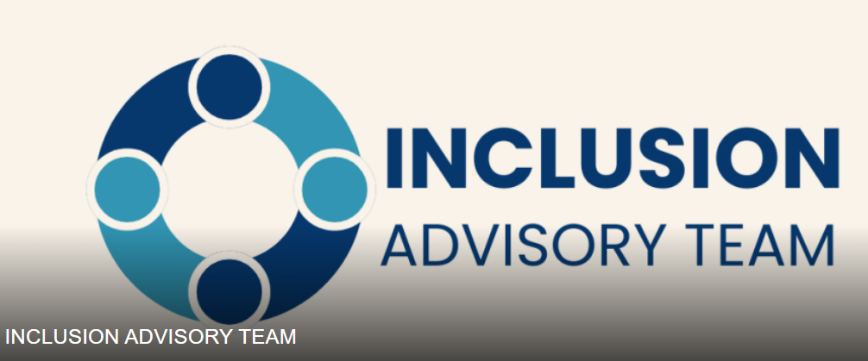 INCLUSION
ADVISORY TEAM
INCLUSION ADVISORY TEAM